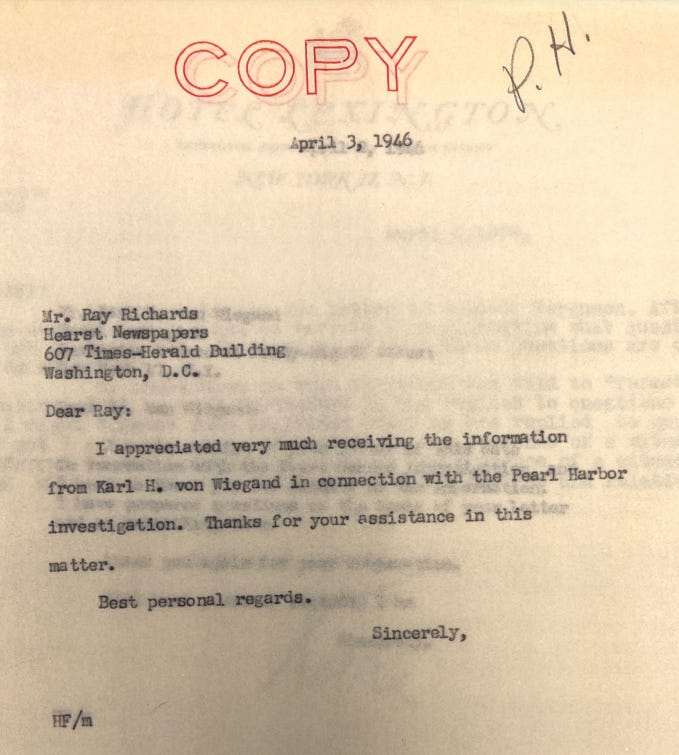 COPY
P. H.
HOTEL LEXINGTON
April 3, 1946
Mr. Ray Richards
Hearst Newspapers
607 Times-Herald Building
Washington, D.C.
Dear Ray:
I appreciated very much receiving the information
from Karl H. von Wiegand in connection with the Pearl Harbor
investigation. Thanks for your assistance in this
matter.
Best personal regards.
Sincerely,
HF/m